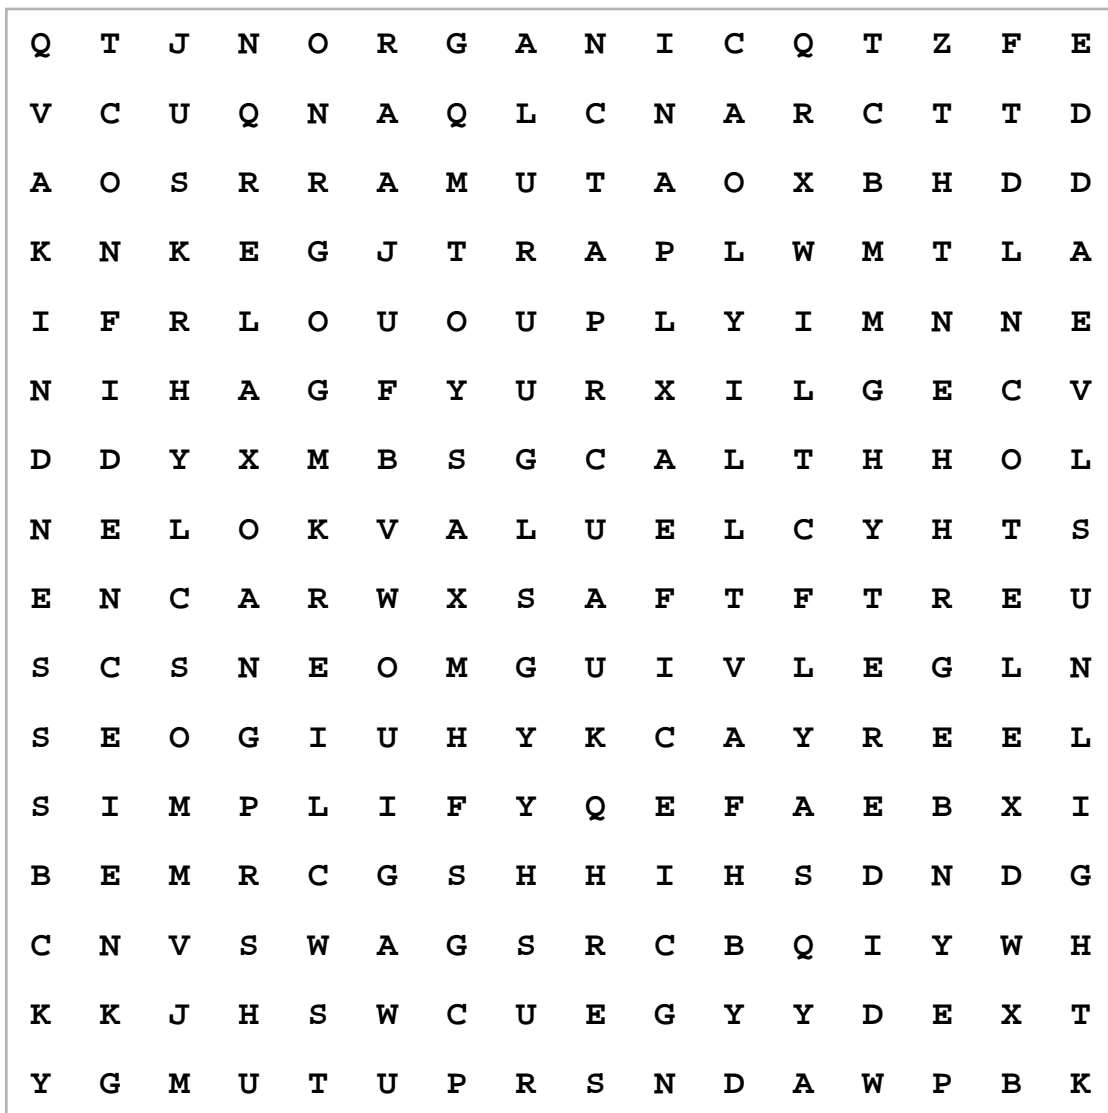 Q T J N O R G A N I C Q T Z F E
V C U Q N A Q L C N A R C T T D
A O S R R A M U T A O X B H D D
K N K E G J T R A P L W M T L A
I F R L O U O U P L Y I M N N E
N I H A G F Y U R X I L G E C V
D D Y X M B S G C A L T H H O L
N E L O K V A L U E L C Y H T S
E N C A R W X S A F T F T R E U
S C S N E O M G U I V L E G L N
S E O G I U H Y K C A Y R E E L
S I M P L I F Y Q E F A E B X I
B E M R C G S H H I H S D N D G
C N V S W A G S R C B Q I Y W H
K K J H S W C U E G Y Y D E X T
Y G M U T U P R S N D A W P B K